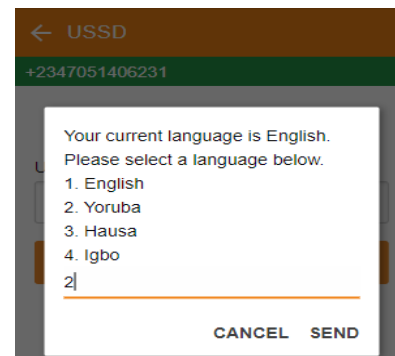 ← USSD
+2347051406231
U
Your current language is English.
Please select a language below.
1. English
2. Yoruba
3. Hausa
4. Igbo
2
CANCEL SEND